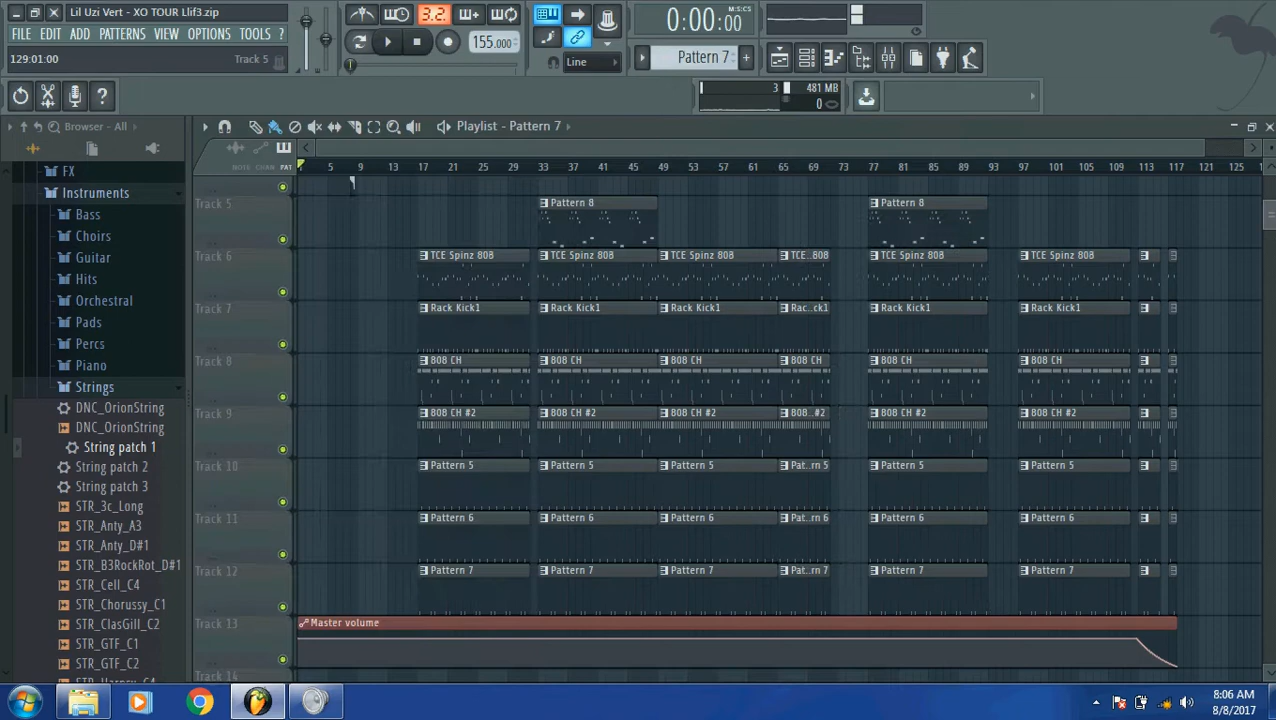 Lil Uzi Vert - XO TOUR Llif3.zip
FILE EDIT ADD PATTERNS VIEW OPTIONS TOOLS ?
129:01:00 Track 5
3.2.
155.000
Line
0:00:00 M:S:CS
Pattern 7
3 481 MB
0
Browser - All
Playlist - Pattern 7
NOTE CHAN PAT
5 9 13 17 21 25 29 33 37 41 45 49 53 57 61 65 69 73 77 81 85 89 93 97 101 105 109 113 117 121 125
FX
Instruments
Bass
Choirs
Guitar
Hits
Orchestral
Pads
Percs
Piano
Strings
DNC_OrionString
DNC_OrionString
String patch 1
String patch 2
String patch 3
STR_3c_Long
STR_Anty_A3
STR_Anty_D#1
STR_B3RockRot_D#1
STR_Cell_C4
STR_Chorussy_C1
STR_ClasGill_C2
STR_GTF_C1
STR_GTF_C2
Track 5 Pattern 8 Pattern 8
Track 6 TCE Spinz 808 TCE Spinz 808 TCE Spinz 808 TCE..808 TCE Spinz 808 TCE Spinz 808
Track 7 Rack Kick1 Rack Kick1 Rack Kick1 Rac..ck1 Rack Kick1 Rack Kick1
Track 8 808 CH 808 CH 808 CH 808 CH 808 CH 808 CH
Track 9 808 CH #2 808 CH #2 808 CH #2 808..#2 808 CH #2 808 CH #2
Track 10 Pattern 5 Pattern 5 Pattern 5 Pat..rn 5 Pattern 5 Pattern 5
Track 11 Pattern 6 Pattern 6 Pattern 6 Pat..rn 6 Pattern 6 Pattern 6
Track 12 Pattern 7 Pattern 7 Pattern 7 Pat..rn 7 Pattern 7 Pattern 7
Track 13 Master volume
Track 14
8:06 AM
8/8/2017